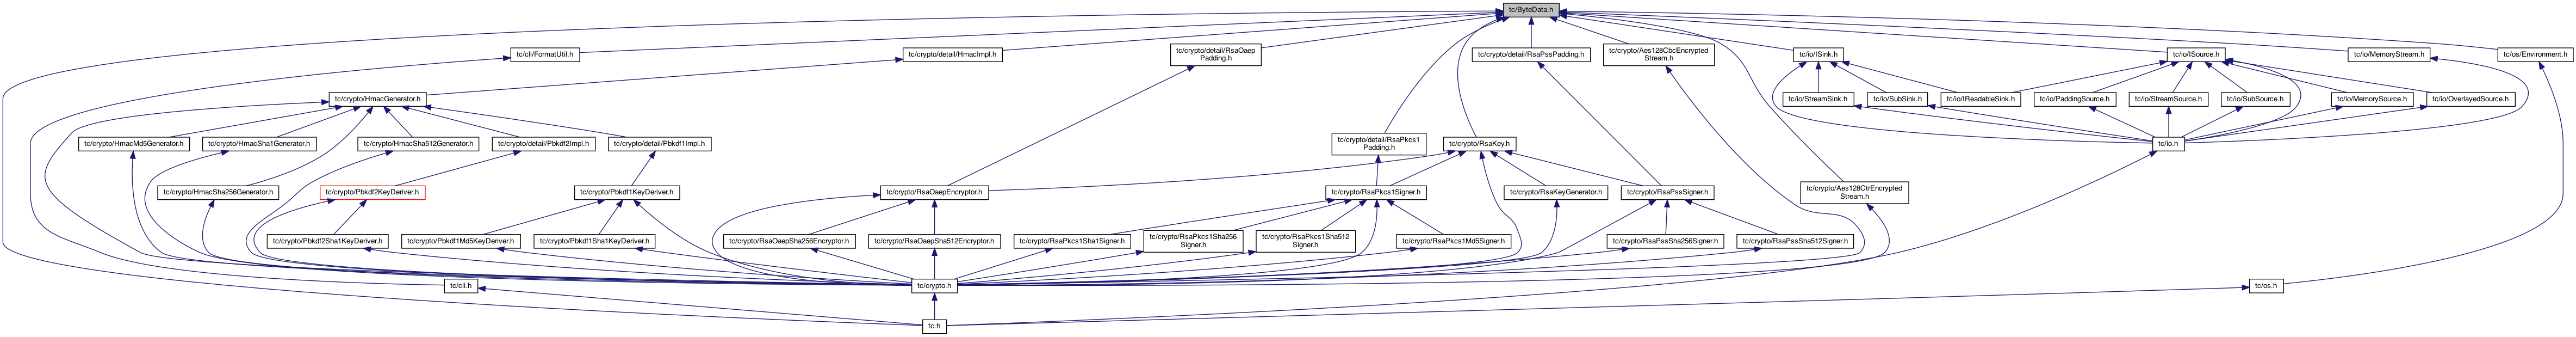 tc/ByteData.h
tc/cli/FormatUtil.h
tc/crypto/detail/HmacImpl.h
tc/crypto/detail/RsaOaep
Padding.h
tc/crypto/detail/RsaPssPadding.h
tc/crypto/Aes128CbcEncrypted
Stream.h
tc/io/ISink.h
tc/io/ISource.h
tc/io/MemoryStream.h
tc/os/Environment.h
tc/crypto/HmacGenerator.h
tc/io/StreamSink.h
tc/io/SubSink.h
tc/io/IReadableSink.h
tc/io/PaddingSource.h
tc/io/StreamSource.h
tc/io/SubSource.h
tc/io/MemorySource.h
tc/io/OverlayedSource.h
tc/crypto/HmacMd5Generator.h
tc/crypto/HmacSha1Generator.h
tc/crypto/HmacSha512Generator.h
tc/crypto/detail/Pbkdf2Impl.h
tc/crypto/detail/Pbkdf1Impl.h
tc/crypto/detail/RsaPkcs1
Padding.h
tc/crypto/RsaKey.h
tc/io.h
tc/crypto/HmacSha256Generator.h
tc/crypto/Pbkdf2KeyDeriver.h
tc/crypto/Pbkdf1KeyDeriver.h
tc/crypto/RsaOaepEncryptor.h
tc/crypto/RsaPkcs1Signer.h
tc/crypto/RsaKeyGenerator.h
tc/crypto/RsaPssSigner.h
tc/crypto/Aes128CtrEncrypted
Stream.h
tc/crypto/Pbkdf2Sha1KeyDeriver.h
tc/crypto/Pbkdf1Md5KeyDeriver.h
tc/crypto/Pbkdf1Sha1KeyDeriver.h
tc/crypto/RsaOaepSha256Encryptor.h
tc/crypto/RsaOaepSha512Encryptor.h
tc/crypto/RsaPkcs1Sha1Signer.h
tc/crypto/RsaPkcs1Sha256
Signer.h
tc/crypto/RsaPkcs1Sha512
Signer.h
tc/crypto/RsaPkcs1Md5Signer.h
tc/crypto/RsaPssSha256Signer.h
tc/crypto/RsaPssSha512Signer.h
tc/cli.h
tc/crypto.h
tc/os.h
tc.h